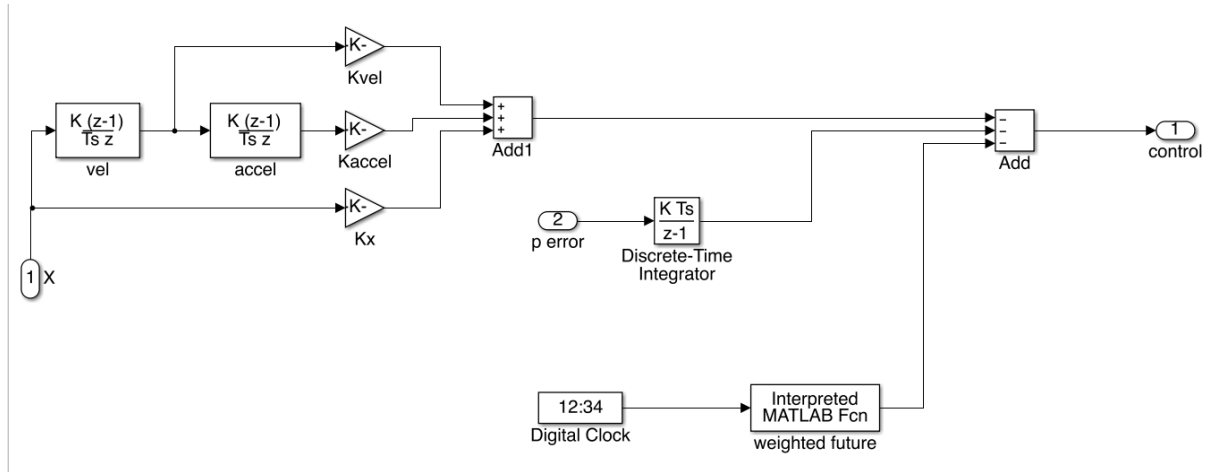 K-
Kvel
K (z-1)
Ts z
vel
K (z-1)
Ts z
accel
K-
Kaccel
+
+
+
Add1
−
−
−
Add
1
control
K-
Kx
1
X
2
p error
K Ts
z-1
Discrete-Time
Integrator
12:34
Digital Clock
Interpreted
MATLAB Fcn
weighted future